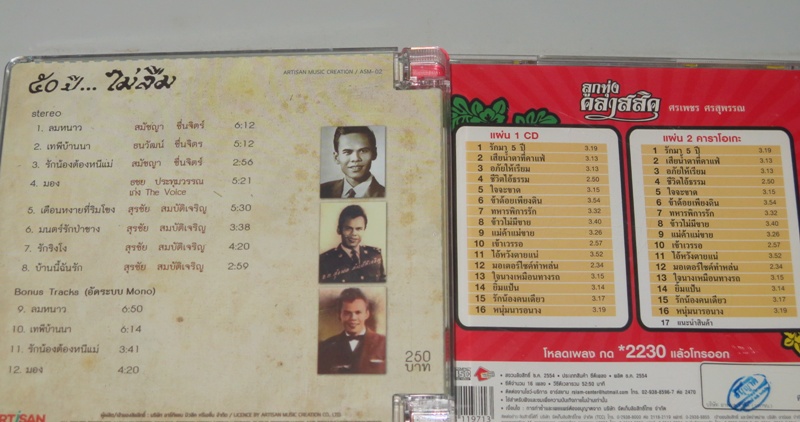 ๕๐ ปี... ไม่ลืม
ARTISAN MUSIC CREATION / ASM-02
stereo
1. ลมหนาว สมัชญา ชื่นจิตร์ 6:12
2. เทพีบ้านนา ธนวัฒน์ ชื่นจิตร์ 5:12
3. รักน้องต้องหนีแม่ สมัชญา ชื่นจิตร์ 2:56
4. มอง ประทุมวรรณ 5:21
แห่ง The Voice
5. เดือนหงายที่ริมโขง สุรชัย สมบัติเจริญ 5:30
6. มนตร์รักป่าซาง สุรชัย สมบัติเจริญ 3:38
7. รักริงโง สุรชัย สมบัติเจริญ 4:20
8. บ้านนี้ฉันรัก สุรชัย สมบัติเจริญ 2:59
Bonus Tracks (อัดระบบ Mono)
9. ลมหนาว 6:50
10. เทพีบ้านนา 6:14
11. รักน้องต้องหนีแม่ 3:41
12. มอง 4:20
250
บาท
ARTISAN
ลูกทุ่ง
คลาสสิค
ศรเพชร ศรสุพรรณ
แผ่น 1 CD
1 รักมา 5 ปี 3.19
2 เสียน้ำตาที่คาเฟ่ 3.13
3 อภัยให้เรียม 3.13
4 ชีวิตไอ้ธรรม 2.50
5 ใจจะขาด 3.15
6 ข้าด้อยเพียงดิน 3.54
7 ทหารพิการรัก 3.32
8 ข้าวไม่มีขาย 3.40
9 แม่ค้าแม่ขาย 3.26
10 เข้าเวรรอ 2.57
11 ไอ้หวังตายแน่ 3.52
12 มอเตอร์ไซค์ทำหล่น 2.34
13 ใจนางเหมือนทางรถ 3.15
14 ยิ้มแป้น 3.14
15 รักน้องคนเดียว 3.17
16 หนุ่มนารอนาง 3.19
แผ่น 2 คาราโอเกะ
1 รักมา 5 ปี 3.19
2 เสียน้ำตาที่คาเฟ่ 3.13
3 อภัยให้เรียม 3.13
4 ชีวิตไอ้ธรรม 2.50
5 ใจจะขาด 3.15
6 ข้าด้อยเพียงดิน 3.54
7 ทหารพิการรัก 3.32
8 ข้าวไม่มีขาย 3.40
9 แม่ค้าแม่ขาย 3.26
10 เข้าเวรรอ 2.57
11 ไอ้หวังตายแน่ 3.52
12 มอเตอร์ไซค์ทำหล่น 2.34
13 ใจนางเหมือนทางรถ 3.15
14 ยิ้มแป้น 3.14
15 รักน้องคนเดียว 3.17
16 หนุ่มนารอนาง 3.19
17 แนะนำสินค้า
โหลดเพลง กด *2230 แล้วโทรออก
119713